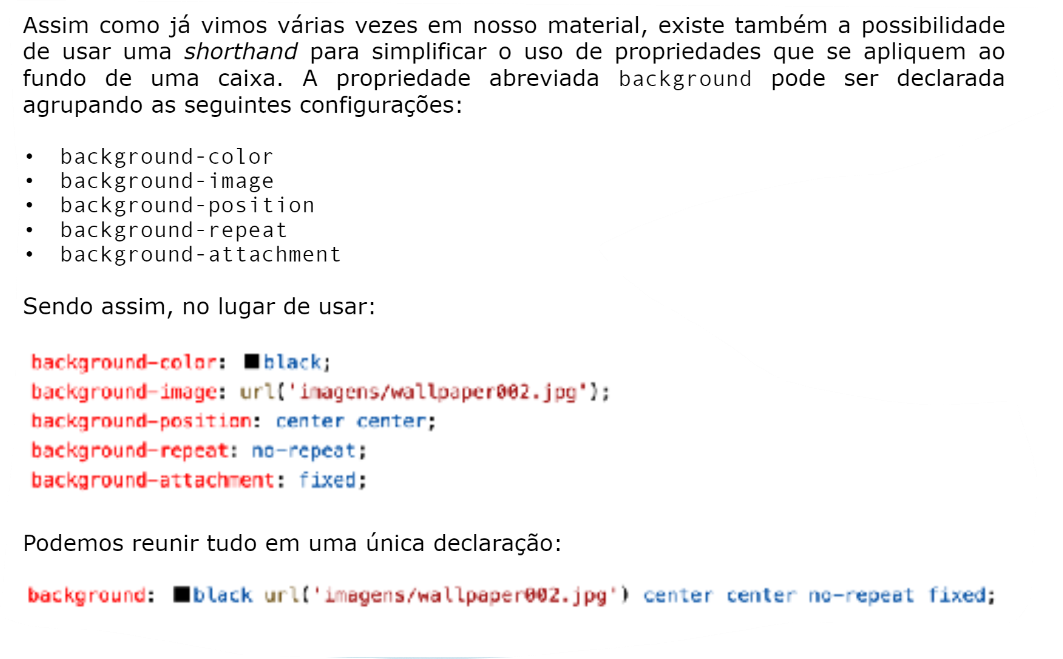 Assim como já vimos várias vezes em nosso material, existe também a possibilidade
de usar uma shorthand para simplificar o uso de propriedades que se apliquem ao
fundo de uma caixa. A propriedade abreviada background pode ser declarada
agrupando as seguintes configurações:
• background-color
• background-image
• background-position
• background-repeat
• background-attachment
Sendo assim, no lugar de usar:
background-color: black;
background-image: url('imagens/wallpaper002.jpg');
background-position: center center;
background-repeat: no-repeat;
background-attachment: fixed;
Podemos reunir tudo em uma única declaração:
background: black url('imagens/wallpaper002.jpg') center center no-repeat fixed;